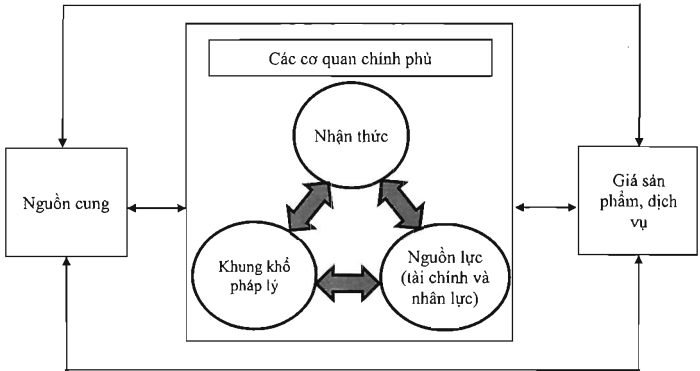 Các cơ quan chính phủ
Nhận thức
Nguồn cung
Giá sản
phẩm, dịch
vụ
Khung khổ
pháp lý
Nguồn lực
(tài chính và
nhân lực)